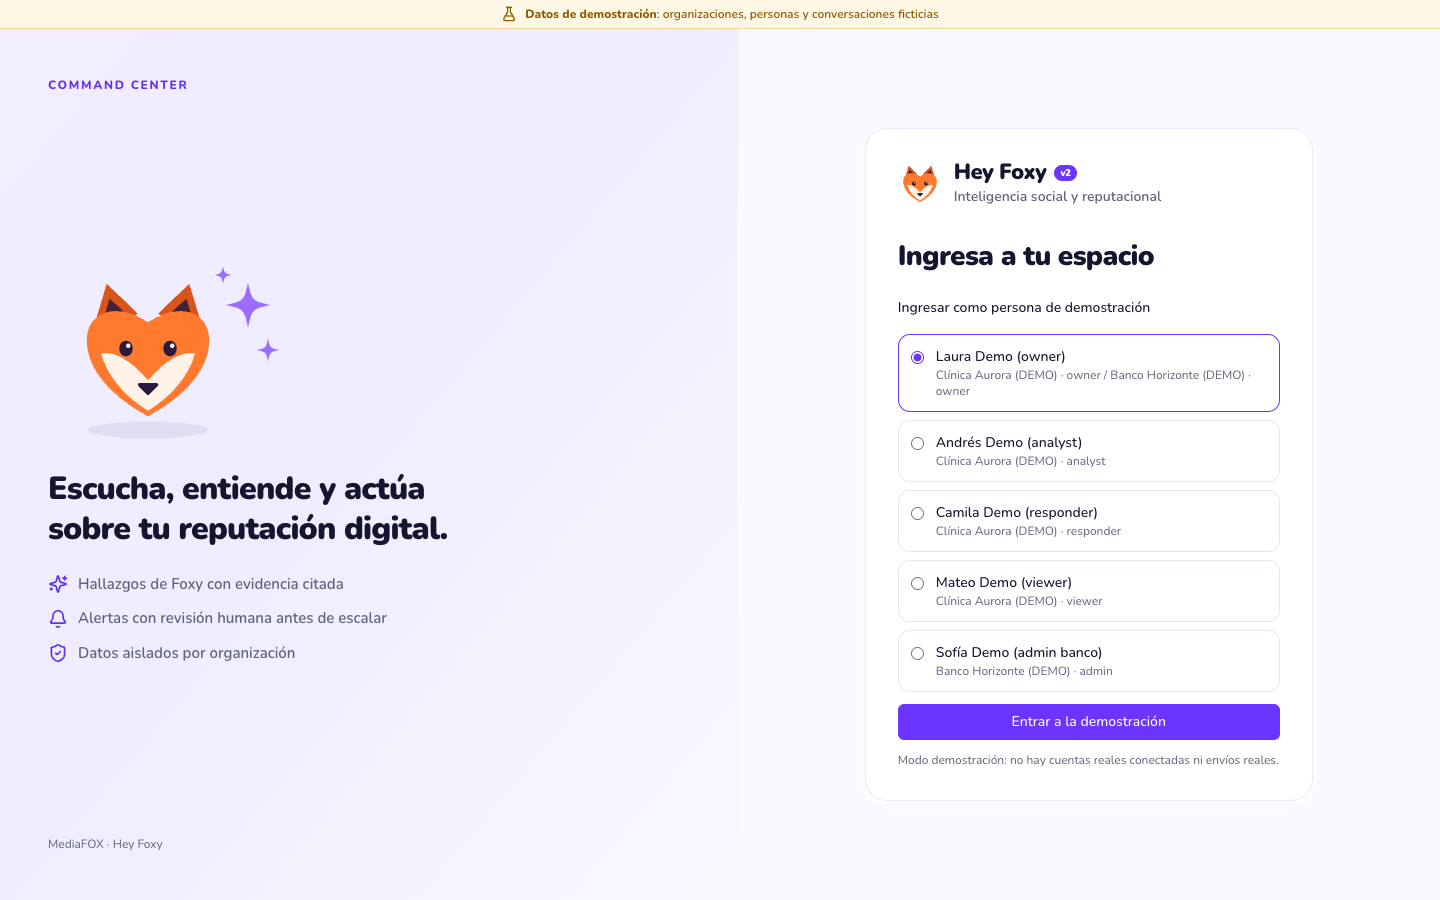 Datos de demostración: organizaciones, personas y conversaciones ficticias
COMMAND CENTER
Escucha, entiende y actúa
sobre tu reputación digital.
Hallazgos de Foxy con evidencia citada
Alertas con revisión humana antes de escalar
Datos aislados por organización
MediaFOX · Hey Foxy
Hey Foxy v2
Inteligencia social y reputacional
Ingresa a tu espacio
Ingresar como persona de demostración
Laura Demo (owner)
Clínica Aurora (DEMO) · owner / Banco Horizonte (DEMO) ·
owner
Andrés Demo (analyst)
Clínica Aurora (DEMO) · analyst
Camila Demo (responder)
Clínica Aurora (DEMO) · responder
Mateo Demo (viewer)
Clínica Aurora (DEMO) · viewer
Sofía Demo (admin banco)
Banco Horizonte (DEMO) · admin
Entrar a la demostración
Modo demostración: no hay cuentas reales conectadas ni envíos reales.